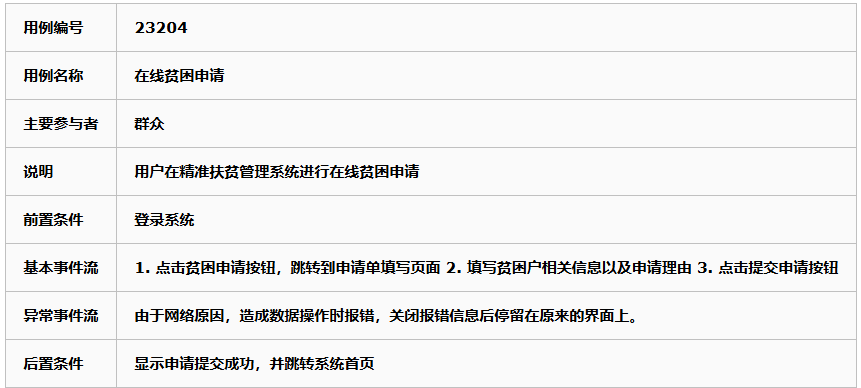 用例编号 23204
用例名称 在线贫困申请
主要参与者 群众
说明 用户在精准扶贫管理系统进行在线贫困申请
前置条件 登录系统
基本事件流 1. 点击贫困申请按钮，跳转到申请单填写页面 2. 填写贫困户相关信息以及申请理由 3. 点击提交申请按钮
异常事件流 由于网络原因，造成数据操作时报错，关闭报错信息后停留在原来的界面上。
后置条件 显示申请提交成功，并跳转系统首页